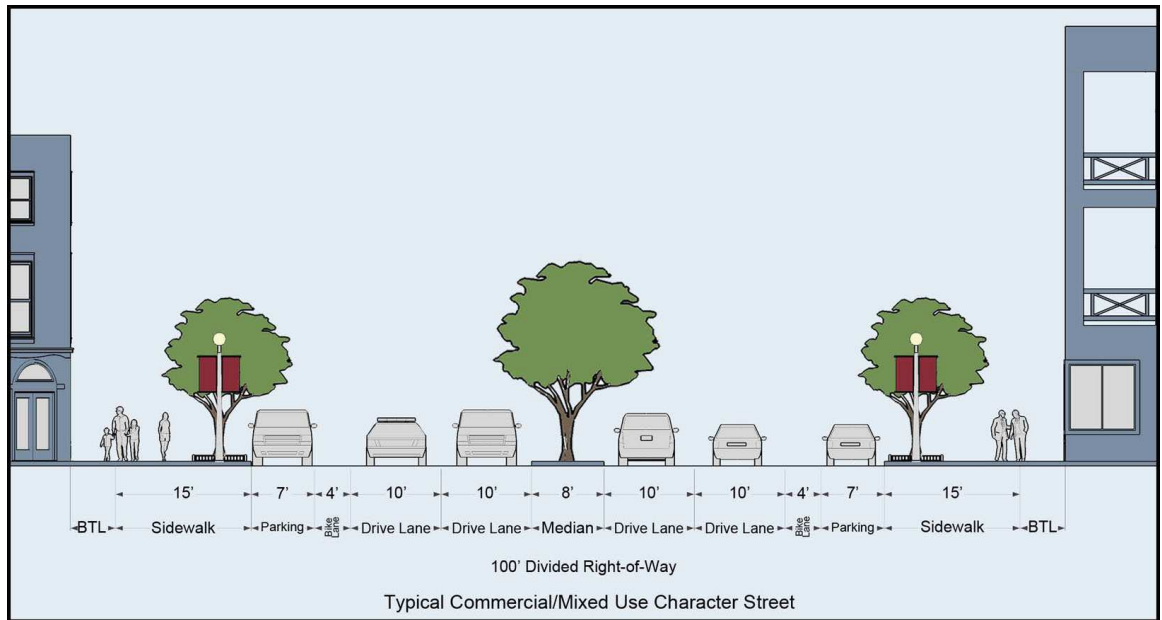 15’ 7’ 4’ 10’ 10’ 8’ 10’ 10’ 4’ 7’ 15’
BTL Sidewalk Parking Bike Lane Drive Lane Drive Lane Median Drive Lane Drive Lane Bike Lane Parking Sidewalk BTL
100’ Divided Right-of-Way
Typical Commercial/Mixed Use Character Street